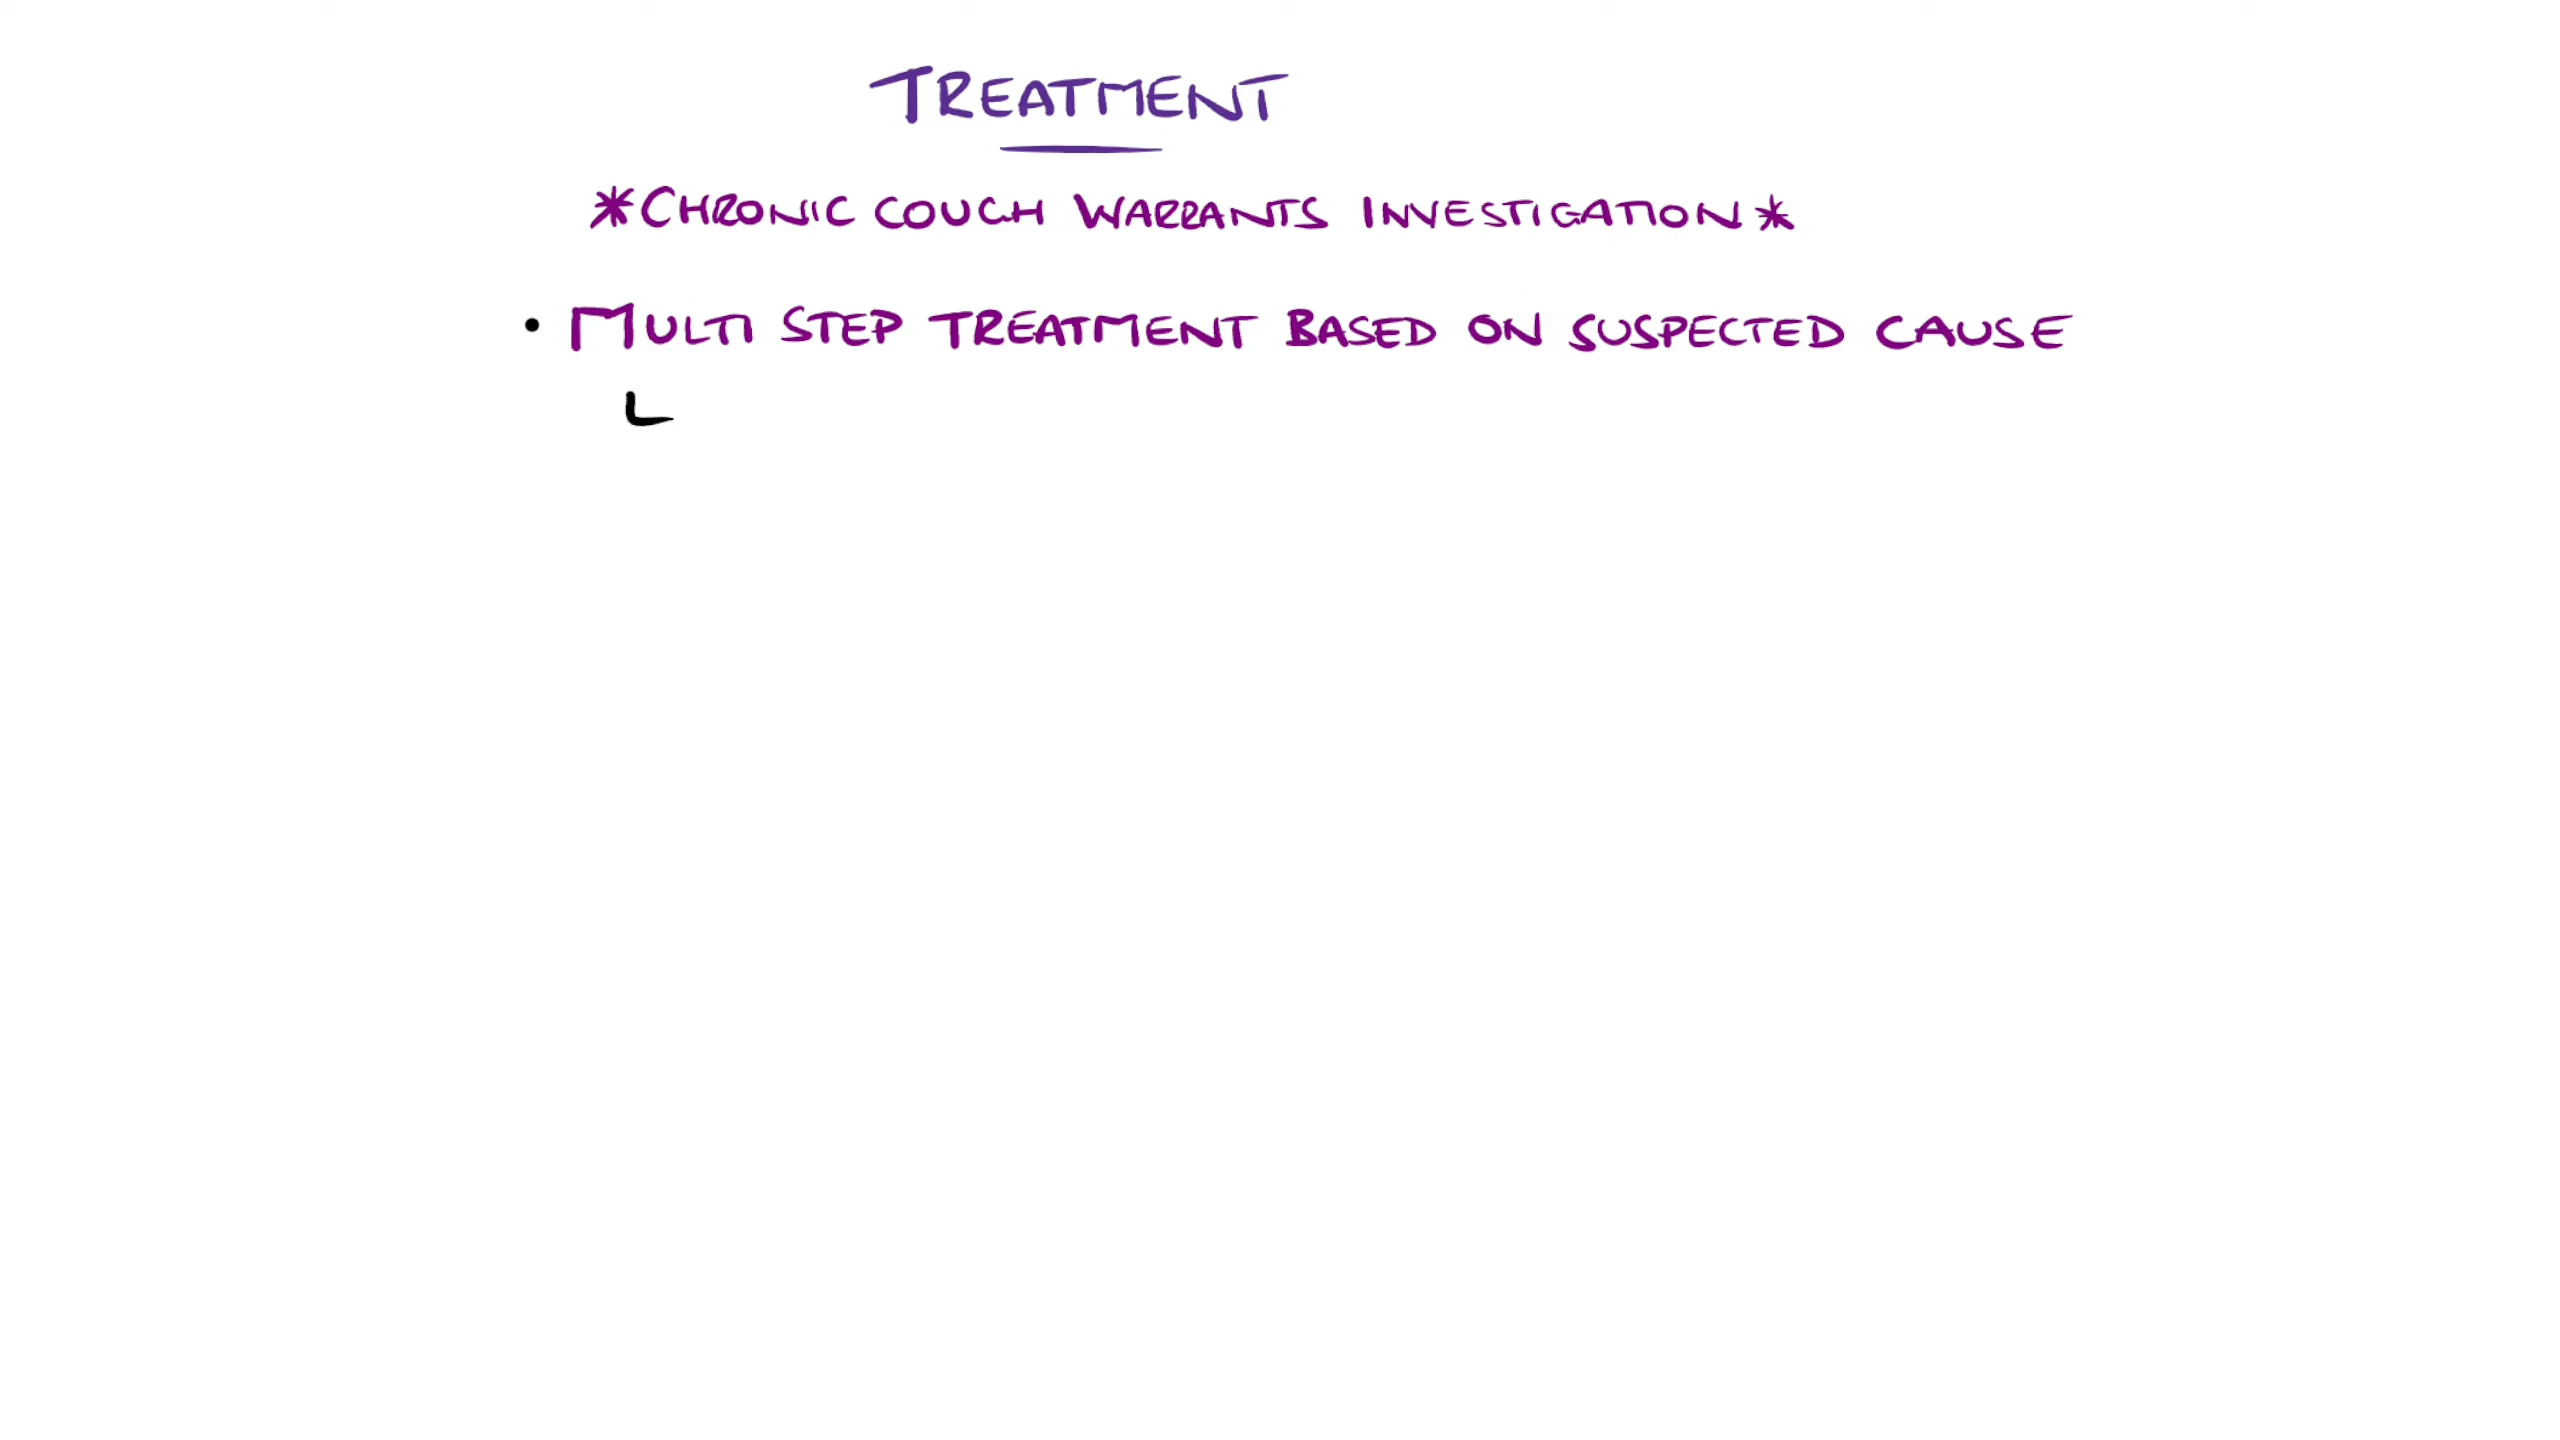 TREATMENT
*CHRONIC COUGH WARRANTS INVESTIGATION*
• MULTI STEP TREATMENT BASED ON SUSPECTED CAUSE